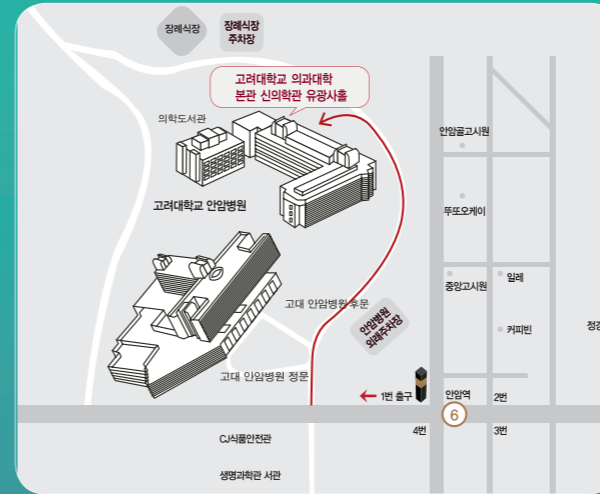 장례식장
장례식장
주차장
고려대학교 의과대학
본관 신의학관 유광사홀
의학도서관
안암골고시원
고려대학교 안암병원
뚜또오케이
중앙고시원
일레
고대 안암병원 후문
안암병원
외래주차장
커피빈
정경
고대 안암병원 정문
1번 출구
안암역
2번
6
4번
3번
CJ식품안전관
생명과학관 서관